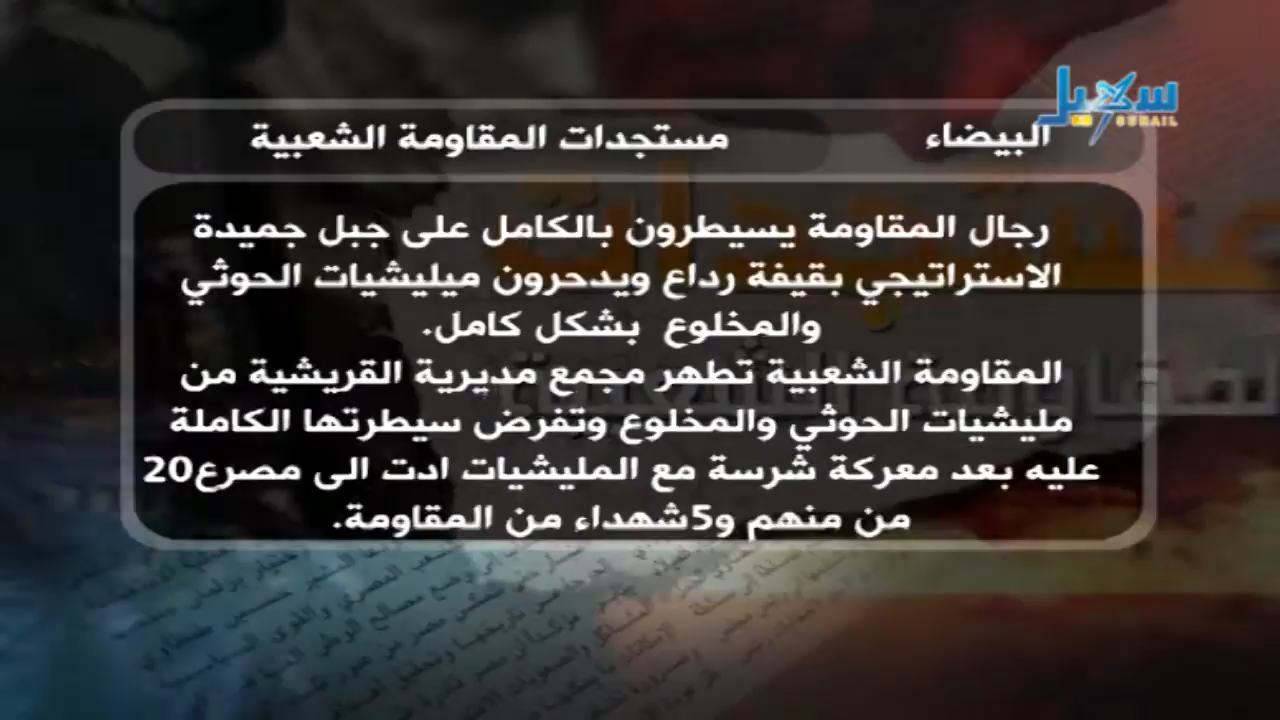 سهيل
SUHAIL
البيضاء مستجدات المقاومة الشعبية
رجال المقاومة يسيطرون بالكامل على جبل جميدة
الاستراتيجي بقيفة رداع ويدحرون ميليشيات الحوثي
والمخلوع بشكل كامل.
المقاومة الشعبية تطهر مجمع مديرية القريشية من
مليشيات الحوثي والمخلوع وتفرض سيطرتها الكاملة
عليه بعد معركة شرسة مع المليشيات ادت الى مصرع20
من منهم و5شهداء من المقاومة.